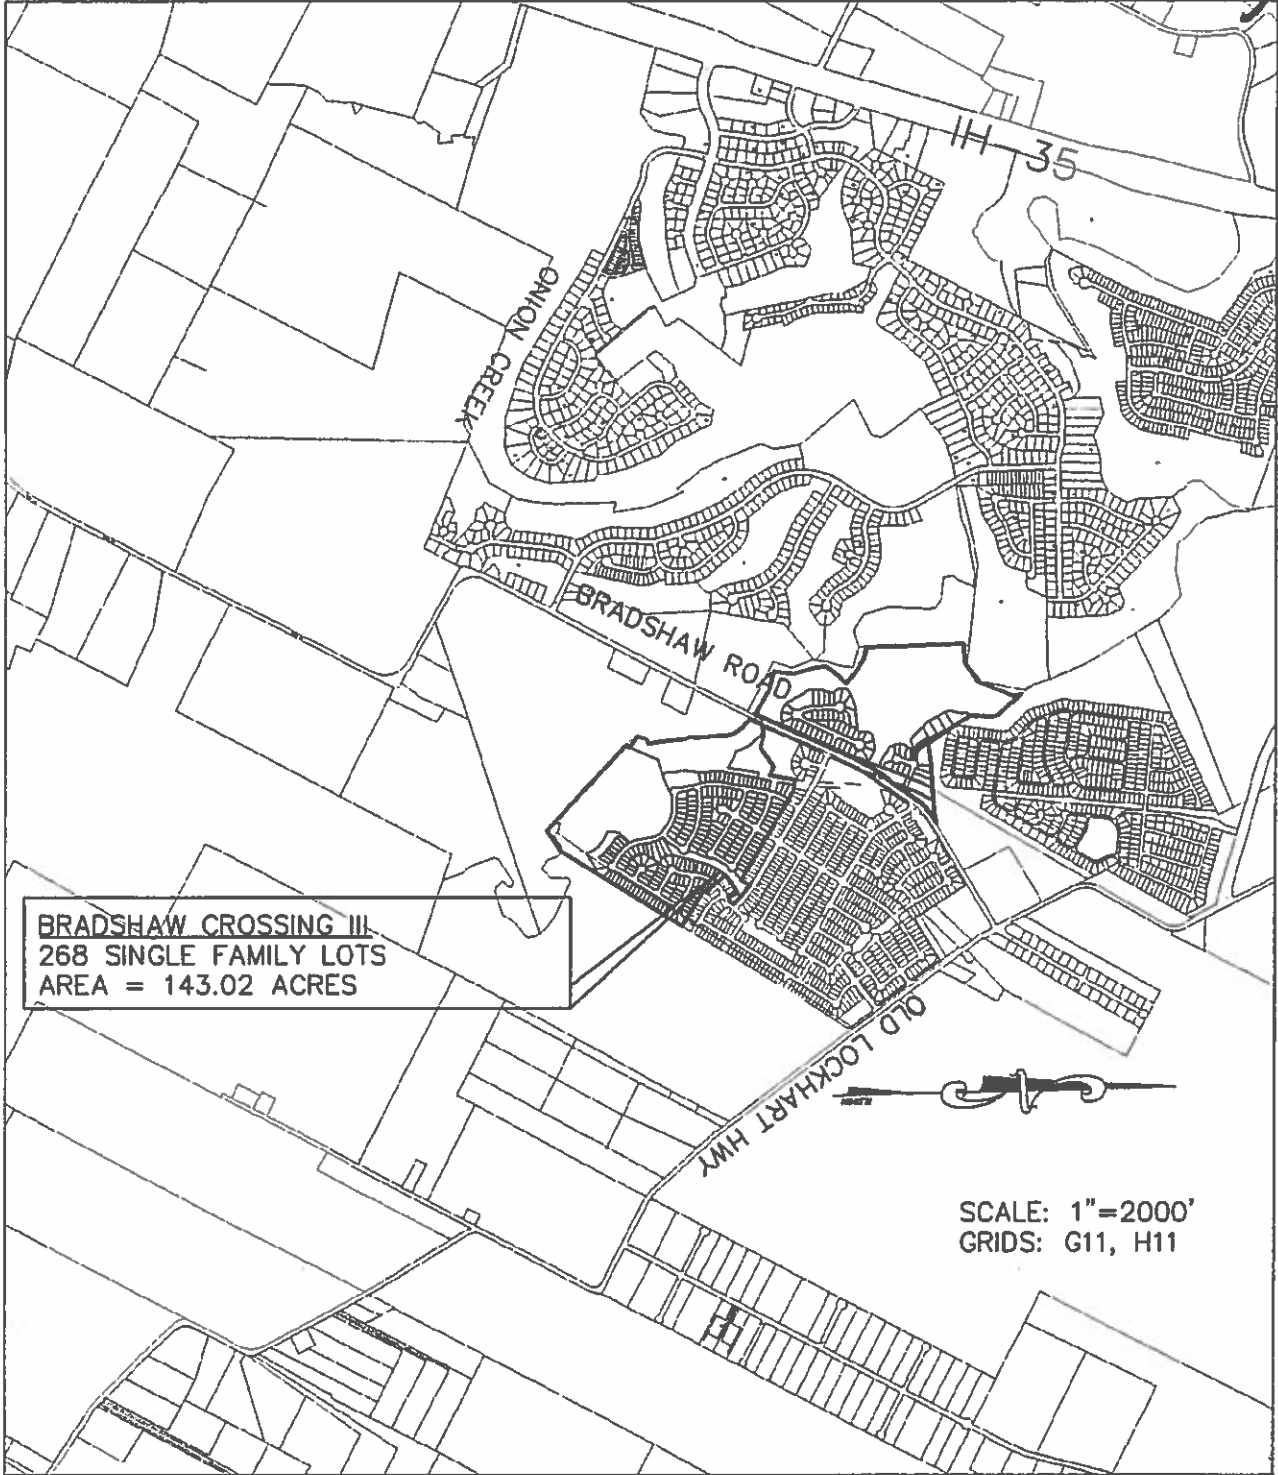 IH - 35
ONION CREEK
BRADSHAW ROAD
BRADSHAW CROSSING III
268 SINGLE FAMILY LOTS
AREA = 143.02 ACRES
OLD LOCKHART HWY
SCALE: 1"=2000'
GRIDS: G11, H11